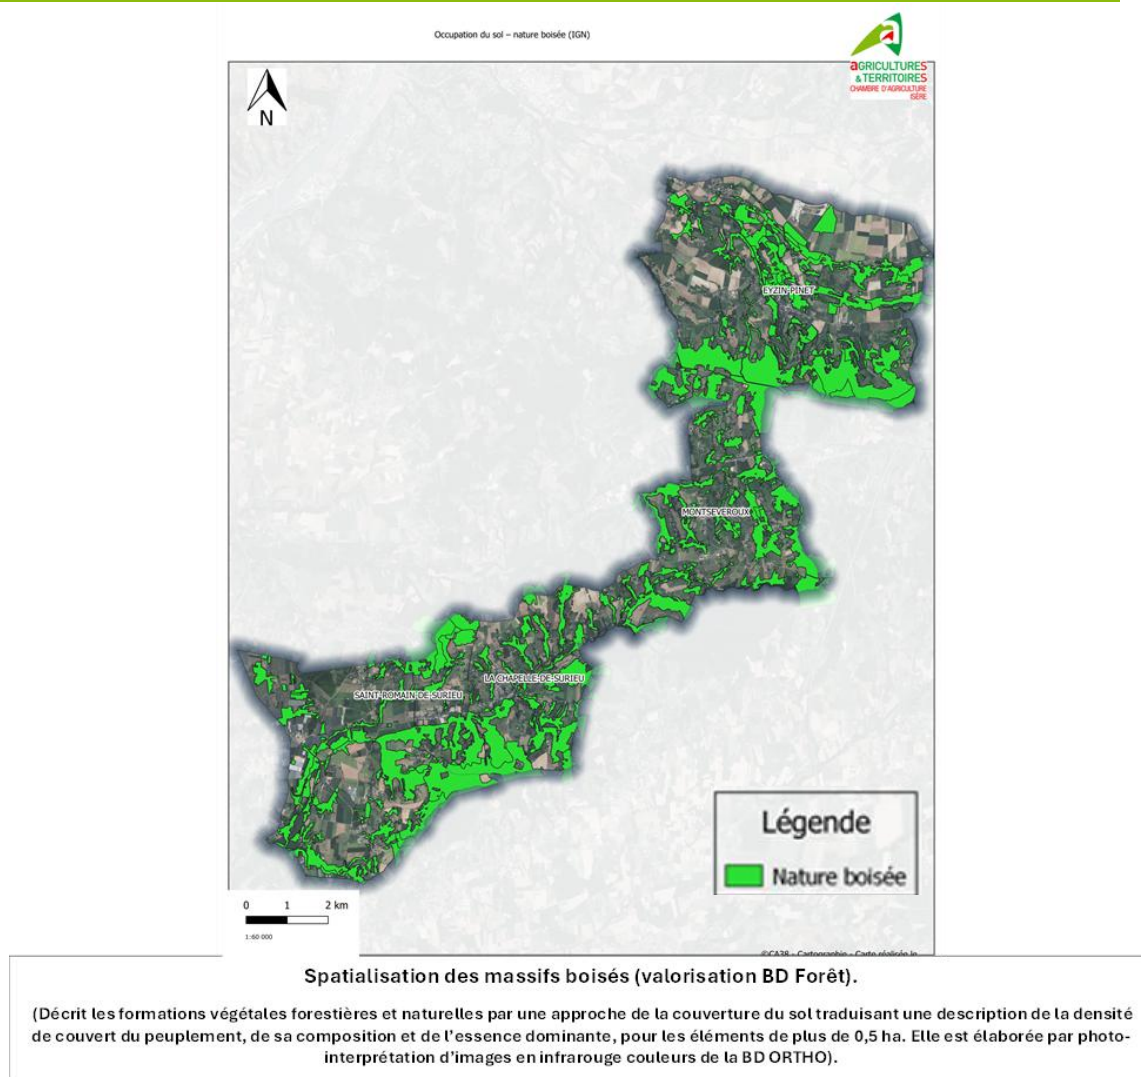 Occupation du sol – nature boisée (IGN)
aGRICULTURES
& TERRITOIRES
CHAMBRE D'AGRICULTURE
ISÈRE
N
EYZIN-PINET
MONTSEVEROUX
LA CHAPELLE-DE-SURIEU
SAINT-ROMAIN-DE-SURIEU
Légende
Nature boisée
0 1 2 km
1:60 000
©CA38 - Cartographie - Carte réalisée le
Spatialisation des massifs boisés (valorisation BD Forêt).
(Décrit les formations végétales forestières et naturelles par une approche de la couverture du sol traduisant une description de la densité
de couvert du peuplement, de sa composition et de l'essence dominante, pour les éléments de plus de 0,5 ha. Elle est élaborée par photo-
interprétation d'images en infrarouge couleurs de la BD ORTHO).